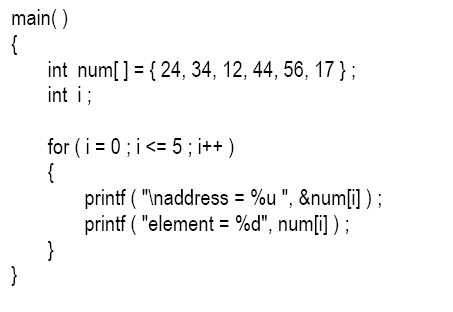 main( )
{
int num[ ] = { 24, 34, 12, 44, 56, 17 } ;
int i ;
for ( i = 0 ; i <= 5 ; i++ )
{
printf ( "\naddress = %u ", &num[i] ) ;
printf ( "element = %d", num[i] ) ;
}
}